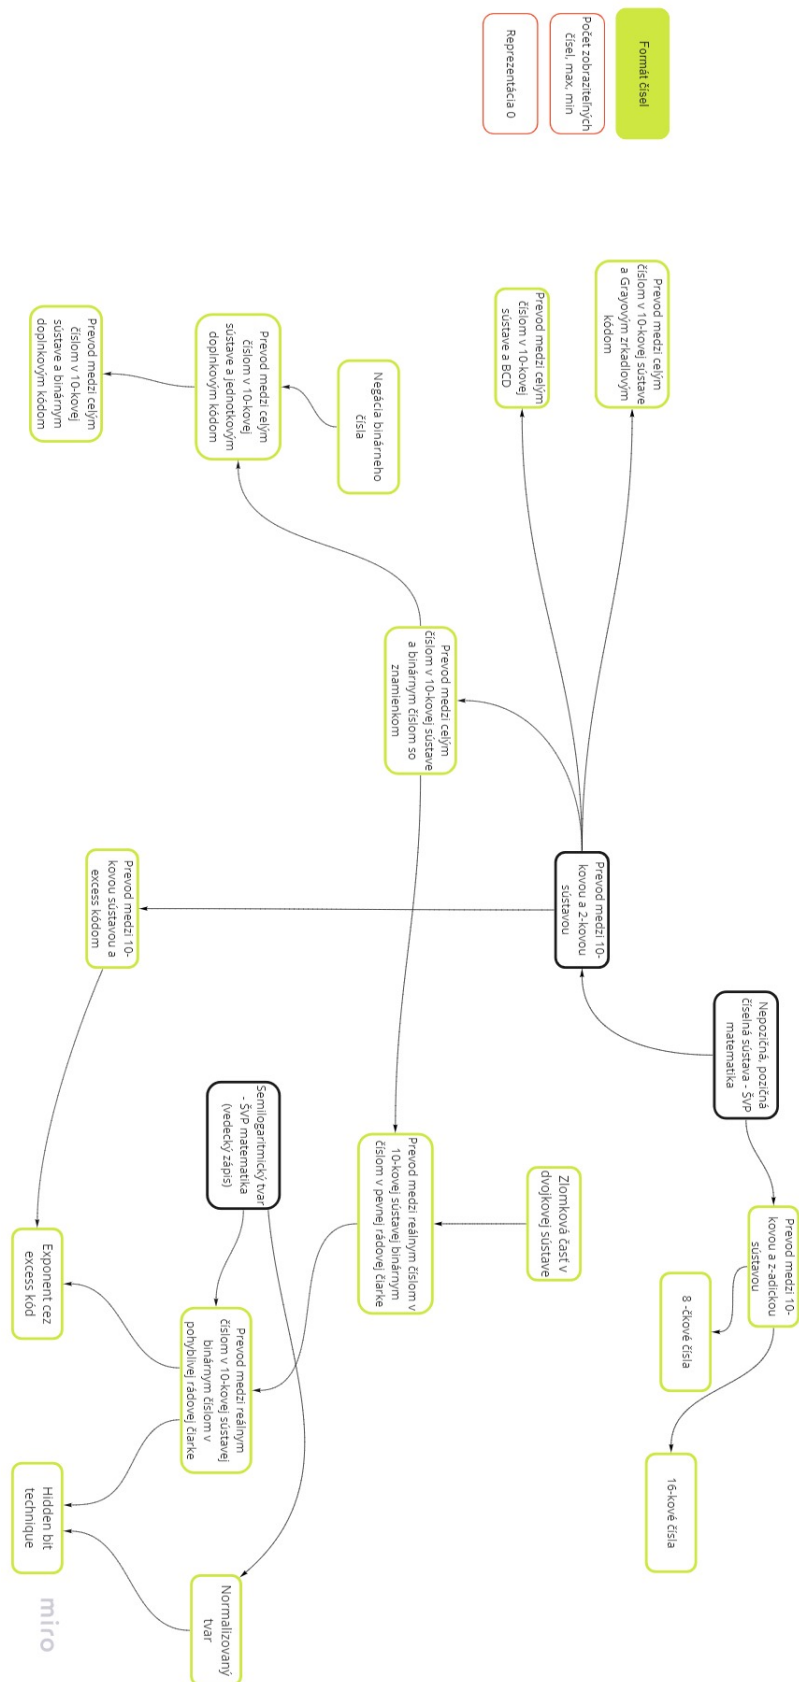 Formát čísel
Počet zobraziteľných
čísel, max, min
Reprezentácia 0
Nepozičná, pozičná
číselná sústava - ŠVP
matematika
Prevod medzi 10-
kovou a z-adickou
sústavou
8 -čkové čísla
16-kové čísla
Prevod medzi celým
číslom v 10-kovej sústave
a Grayovým zrkadlovým
kódom
Prevod medzi celým
číslom v 10-kovej
sústave a BCD
Prevod medzi 10-
kovou a 2-kovou
sústavou
Zlomková časť v
dvojkovej sústave
Negácia binárneho
čísla
Prevod medzi celým
číslom v 10-kovej sústave
a binárnym číslom so
znamienkom
Prevod medzi reálnym číslom v
10-kovej sústavej binárnym
číslom v pevnej rádovej čiarke
Prevod medzi celým
číslom v 10-kovej
sústave a jednotkovým
doplnkovým kódom
Semilogaritmický tvar
- ŠVP matematika
(vedecký zápis)
Prevod medzi reálnym
číslom v 10-kovej sústavej
binárnym číslom v
pohyblivej rádovej čiarke
Normalizovaný
tvar
Prevod medzi celým
číslom v 10-kovej
sústave a binárnym
doplnkovým kódom
Prevod medzi 10-
kovou sústavou a
excess kódom
Exponent cez
excess kód
Hidden bit
technique
miro